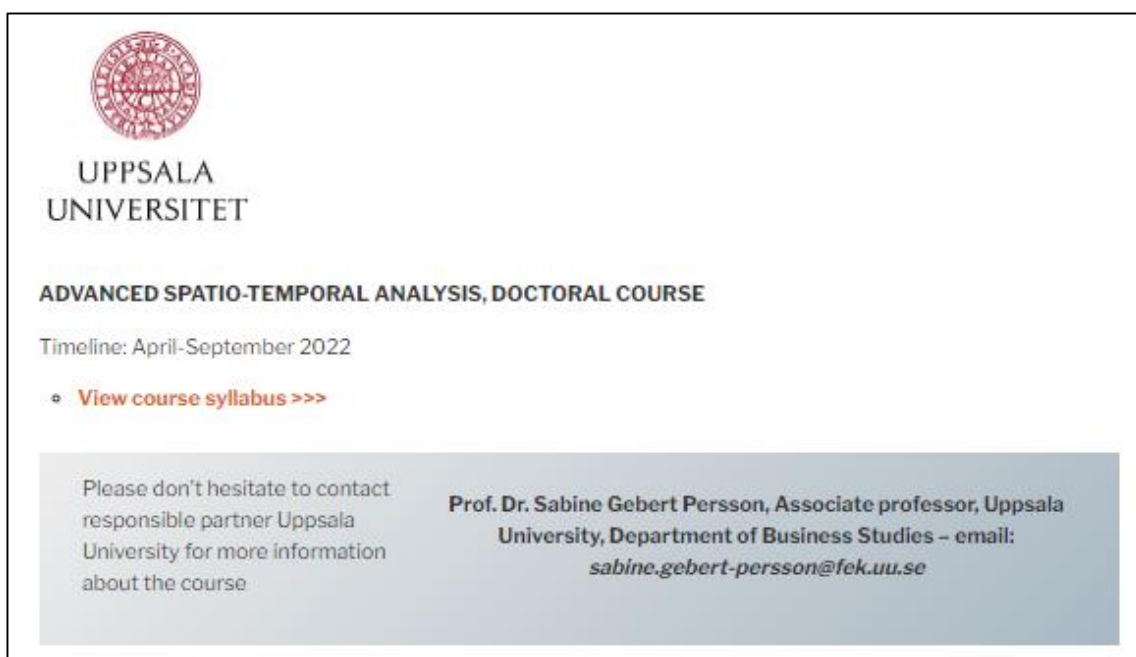 UPPSALA
UNIVERSITET
ADVANCED SPATIO-TEMPORAL ANALYSIS, DOCTORAL COURSE
Timeline: April-September 2022
View course syllabus >>>
Please don't hesitate to contact
responsible partner Uppsala
University for more information
about the course
Prof. Dr. Sabine Gebert Persson, Associate professor, Uppsala
University, Department of Business Studies – email:
sabine.gebert-persson@fek.uu.se